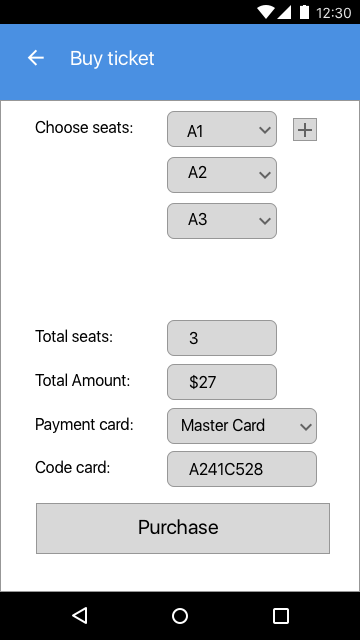 12:30
Buy ticket
Choose seats: A1
A2
A3
Total seats: 3
Total Amount: $27
Payment card: Master Card
Code card: A241C528
Purchase